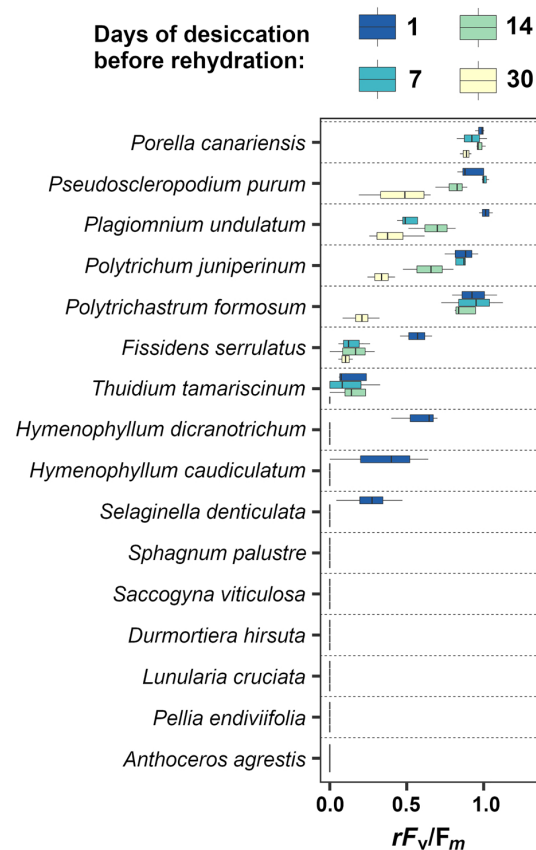 Days of desiccation
before rehydration:
1
14
7
30
Porella canariensis
Pseudoscleropodium purum
Plagiomnium undulatum
Polytrichum juniperinum
Polytrichastrum formosum
Fissidens serrulatus
Thuidium tamariscinum
Hymenophyllum dicranotrichum
Hymenophyllum caudiculatum
Selaginella denticulata
Sphagnum palustre
Saccogyna viticulosa
Durmortiera hirsuta
Lunularia cruciata
Pellia endiviifolia
Anthoceros agrestis
0.0 0.5 1.0
rFv/Fm